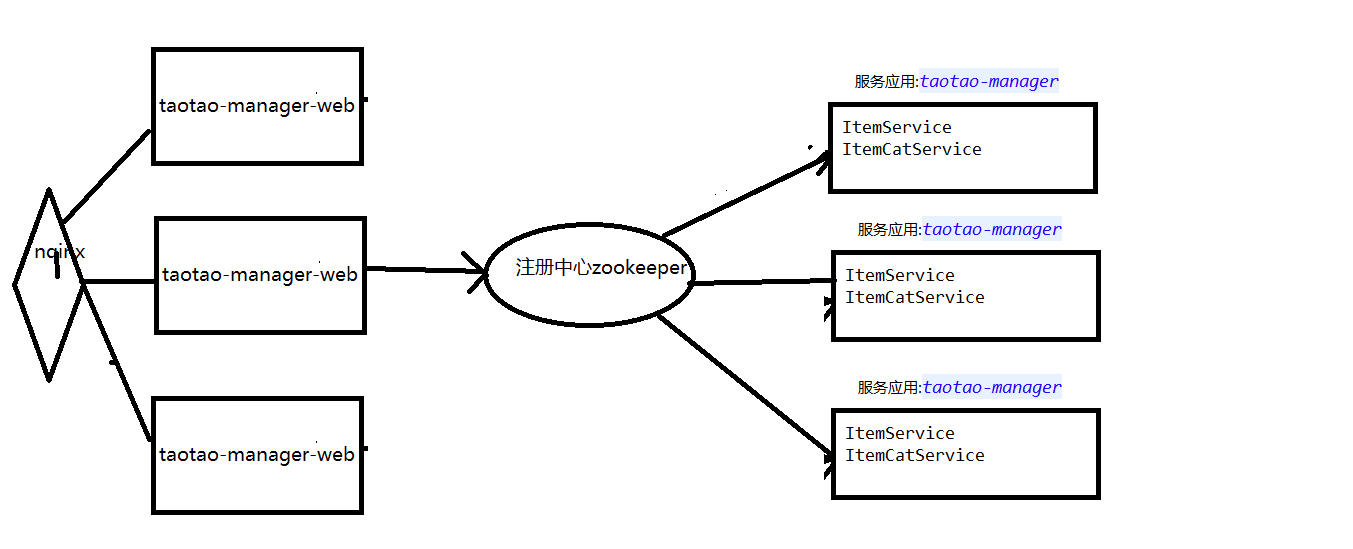 taotao-manager-web
nginx
taotao-manager-web
taotao-manager-web
注册中心zookeeper
服务应用:taotao-manager
ItemService
ItemCatService
服务应用:taotao-manager
ItemService
ItemCatService
服务应用:taotao-manager
ItemService
ItemCatService